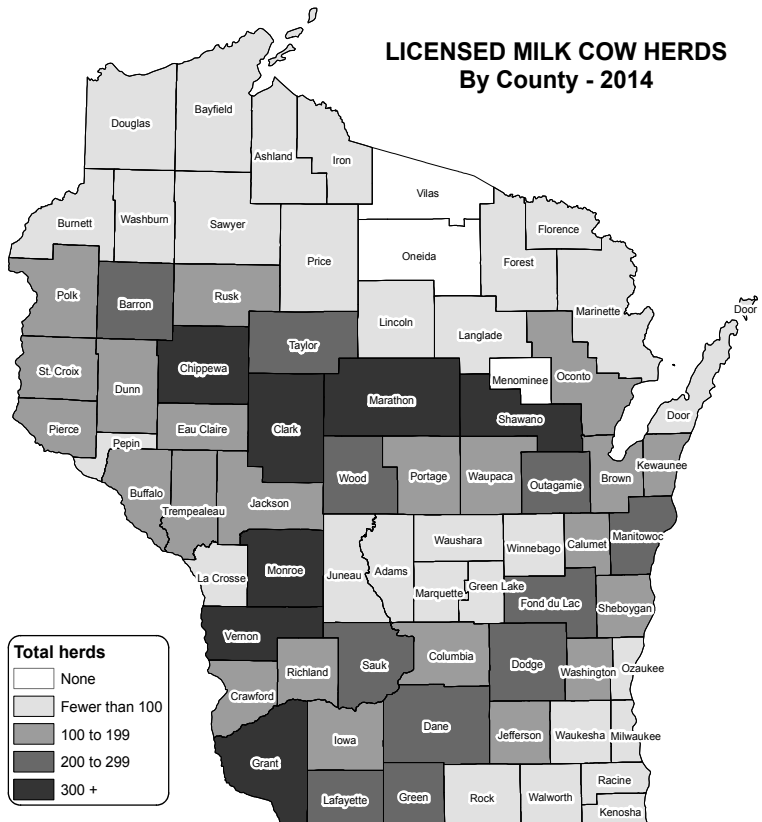 LICENSED MILK COW HERDS
By County - 2014
Bayfield
Douglas
Ashland
Iron
Vilas
Burnett
Washburn
Sawyer
Florence
Price
Oneida
Forest
Polk
Barron
Rusk
Marinette
Door
Lincoln
Langlade
Taylor
St. Croix
Chippewa
Dunn
Menominee
Oconto
Marathon
Shawano
Door
Pierce
Pepin
Eau Claire
Clark
Kewaunee
Wood
Portage
Waupaca
Outagamie
Brown
Buffalo
Trempealeau
Jackson
Waushara
Winnebago
Calumet
Manitowoc
La Crosse
Monroe
Juneau
Adams
Marquette
Green Lake
Fond du Lac
Sheboygan
Vernon
Richland
Sauk
Columbia
Dodge
Washington
Ozaukee
Crawford
Iowa
Dane
Jefferson
Waukesha
Milwaukee
Grant
Lafayette
Green
Rock
Walworth
Racine
Kenosha
Total herds
None
Fewer than 100
100 to 199
200 to 299
300 +